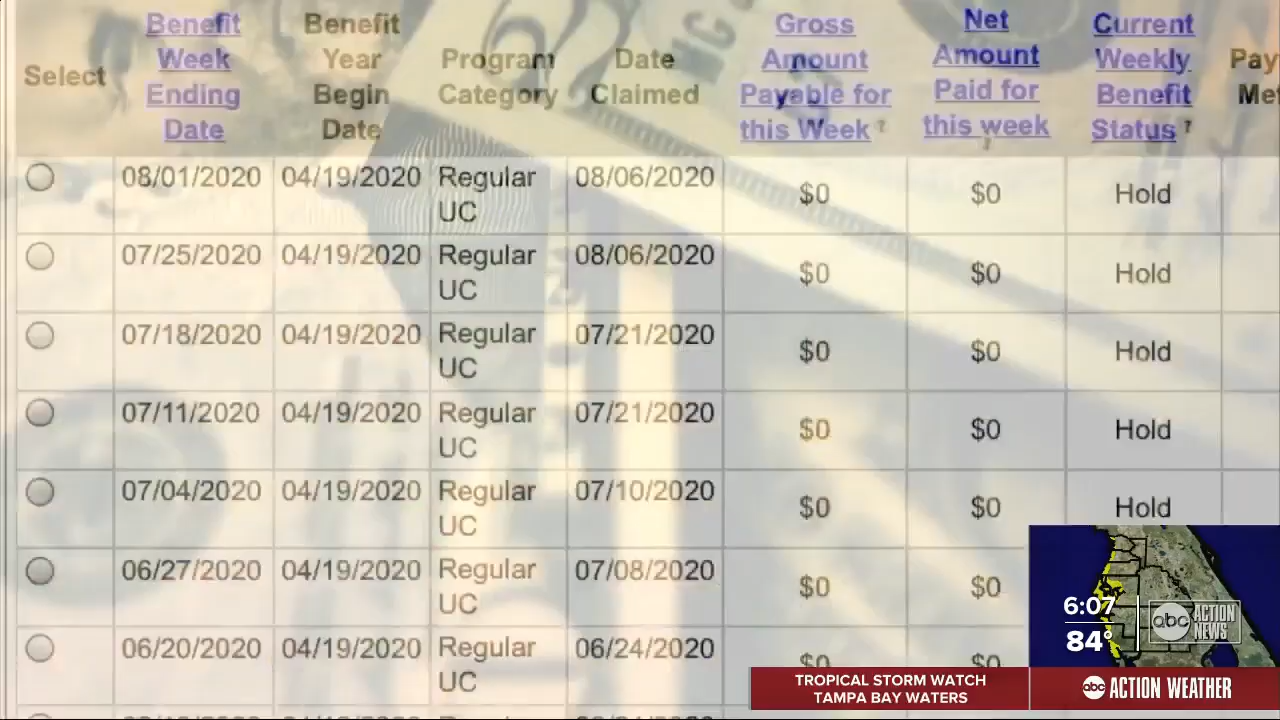 Select
Benefit Week Ending Date
Benefit Year Begin Date
Program Category
Date Claimed
Gross Amount Payable for this Week ?
Net Amount Paid for this week ?
Current Weekly Benefit Status ?
08/01/2020 04/19/2020 Regular UC 08/06/2020 $0 $0 Hold
07/25/2020 04/19/2020 Regular UC 08/06/2020 $0 $0 Hold
07/18/2020 04/19/2020 Regular UC 07/21/2020 $0 $0 Hold
07/11/2020 04/19/2020 Regular UC 07/21/2020 $0 $0 Hold
07/04/2020 04/19/2020 Regular UC 07/10/2020 $0 $0 Hold
06/27/2020 04/19/2020 Regular UC 07/08/2020 $0 $0
06/20/2020 04/19/2020 Regular UC 06/24/2020 $0 $0
6:07
84°
abc ACTION NEWS
TROPICAL STORM WATCH
TAMPA BAY WATERS
abc ACTION WEATHER